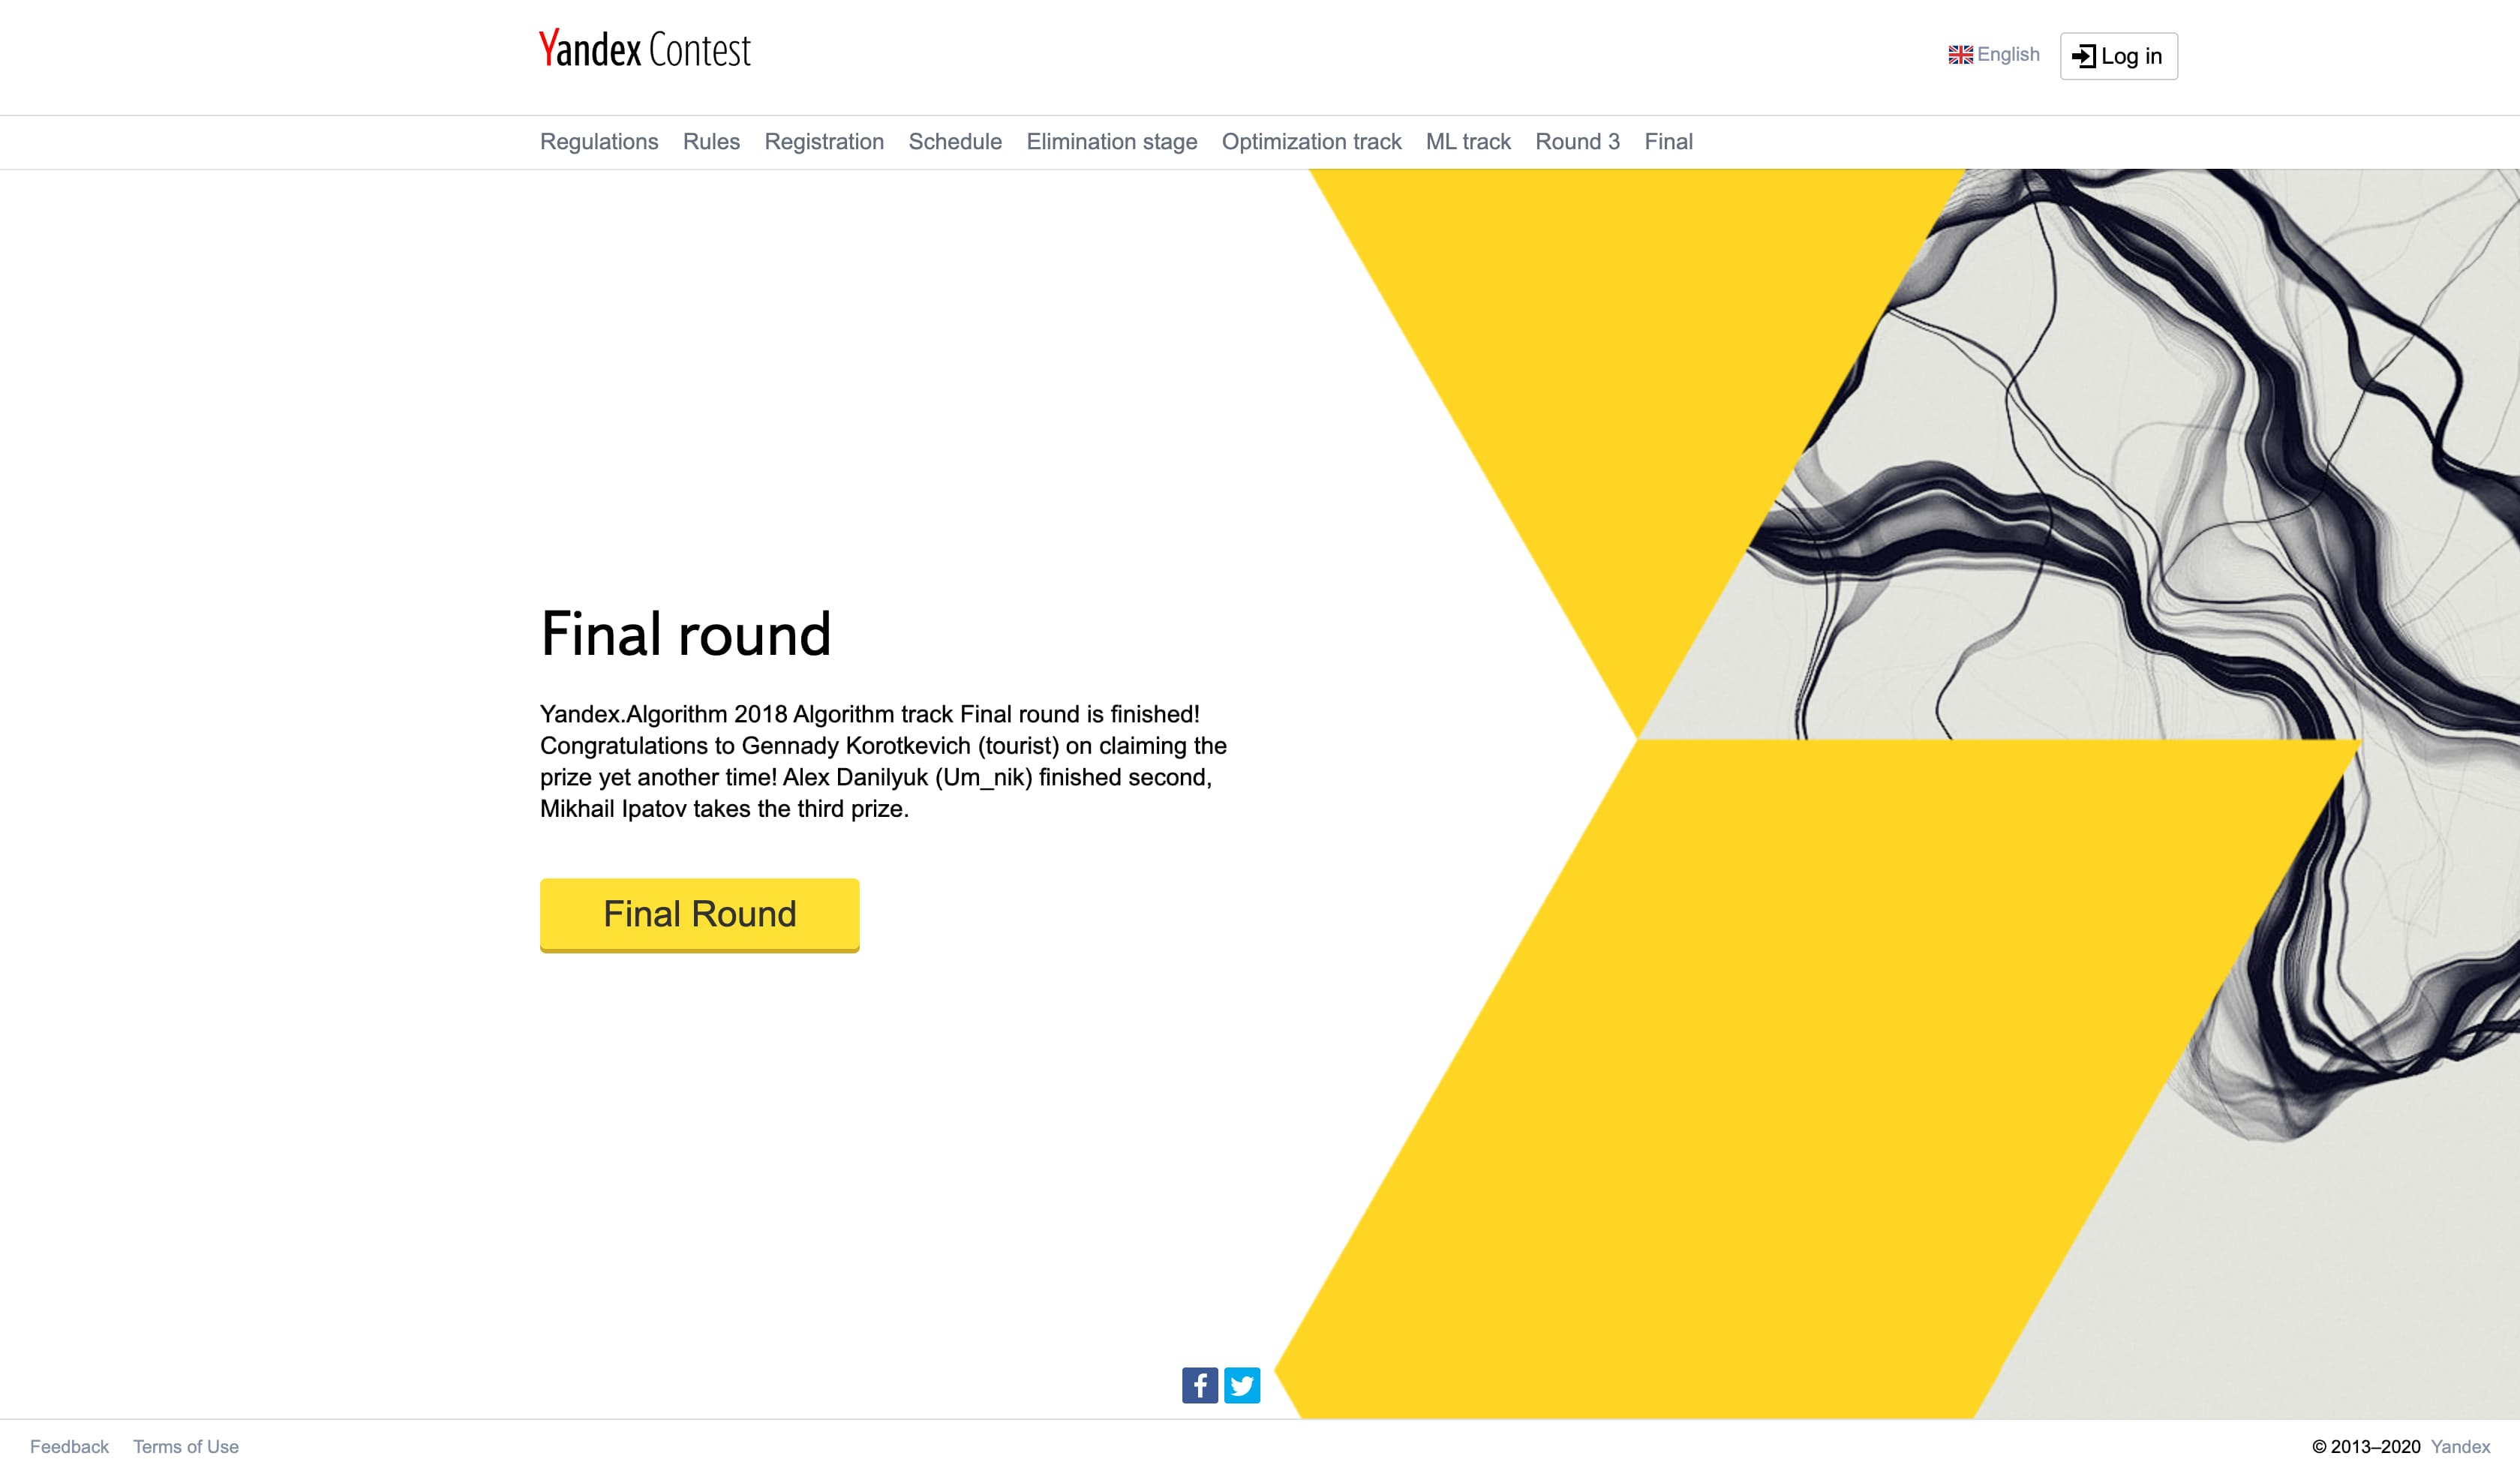 Yandex Contest
English
Log in
Regulations Rules Registration Schedule Elimination stage Optimization track ML track Round 3 Final
Final round
Yandex.Algorithm 2018 Algorithm track Final round is finished!
Congratulations to Gennady Korotkevich (tourist) on claiming the
prize yet another time! Alex Danilyuk (Um_nik) finished second,
Mikhail Ipatov takes the third prize.
Final Round
Feedback Terms of Use
© 2013–2020 Yandex